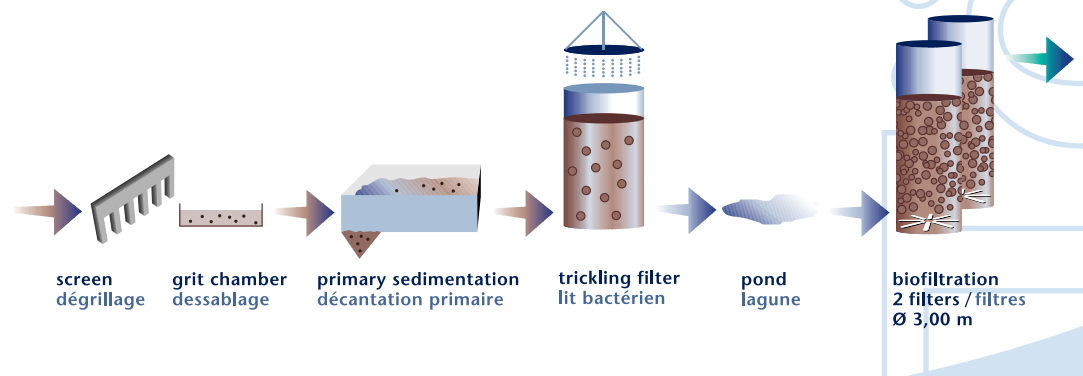 screen
dégrillage
grit chamber
dessablage
primary sedimentation
décantation primaire
trickling filter
lit bactérien
pond
lagune
biofiltration
2 filters / filtres
Ø 3,00 m